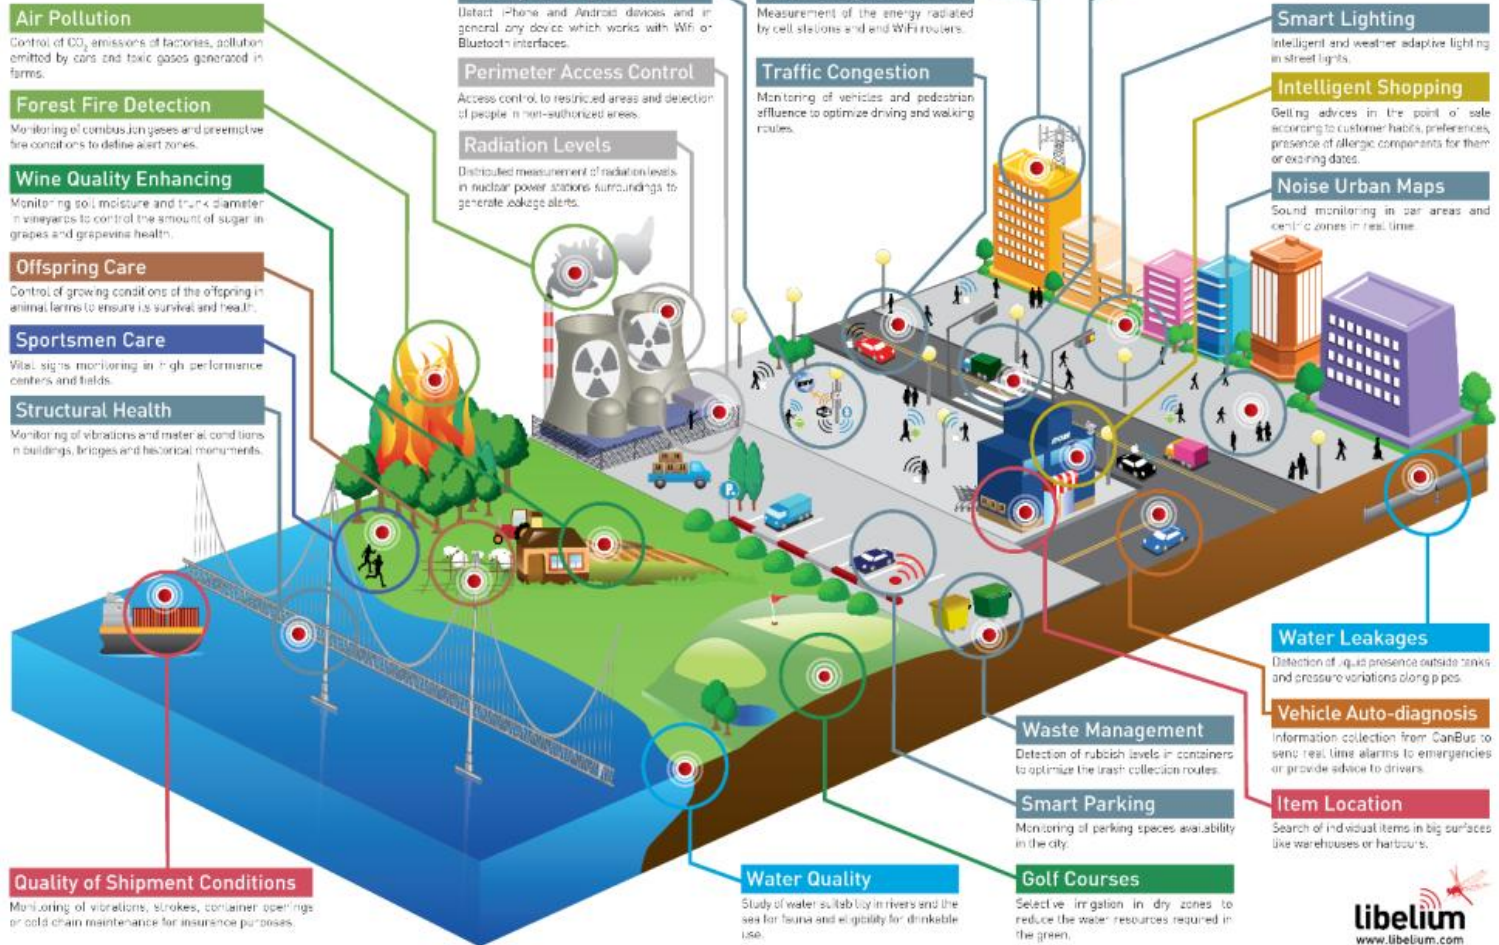 Air Pollution
Control of CO₂ emissions of factories, pollution
emitted by cars and toxic gases generated in
farms.
Forest Fire Detection
Monitoring of combustion gases and preemptive
fire conditions to define alert zones.
Wine Quality Enhancing
Monitoring soil moisture and trunk diameter
in vineyards to control the amount of sugar in
grapes and grapevine health.
Offspring Care
Control of growing conditions of the offspring in
animal farms to ensure its survival and health.
Sportsmen Care
Vital signs monitoring in high performance
centers and fields.
Structural Health
Monitoring of vibrations and material conditions
in buildings, bridges and historical monuments.
Quality of Shipment Conditions
Monitoring of vibrations, strokes, container openings
or cold chain maintenance for insurance purposes.
Detect iPhone and Android devices and in
general any device which works with Wifi or
Bluetooth interfaces.
Perimeter Access Control
Access control to restricted areas and detection
of people in non-authorized areas.
Radiation Levels
Distributed measurement of radiation levels
in nuclear power stations surroundings to
generate leakage alerts.
Measurement of the energy radiated
by cell stations and and WiFi routers.
Traffic Congestion
Monitoring of vehicles and pedestrian
affluence to optimize driving and walking
routes.
Smart Lighting
Intelligent and weather adaptive lighting
in street lights.
Intelligent Shopping
Getting advices in the point of sale
according to customer habits, preferences,
presence of allergic components for them
or expiring dates.
Noise Urban Maps
Sound monitoring in bar areas and
centric zones in real time.
P
Water Leakages
Detection of liquid presence outside tanks
and pressure variations along pipes.
Vehicle Auto-diagnosis
Information collection from CanBus to
send real time alarms to emergencies
or provide advice to drivers.
Item Location
Search of individual items in big surfaces
like warehouses or harbours.
Waste Management
Detection of rubbish levels in containers
to optimize the trash collection routes.
Smart Parking
Monitoring of parking spaces availability
in the city.
Golf Courses
Selective irrigation in dry zones to
reduce the water resources required in
the green.
Water Quality
Study of water suitability in rivers and the
sea for fauna and eligibility for drinkable
use.
libelium
www.libelium.com